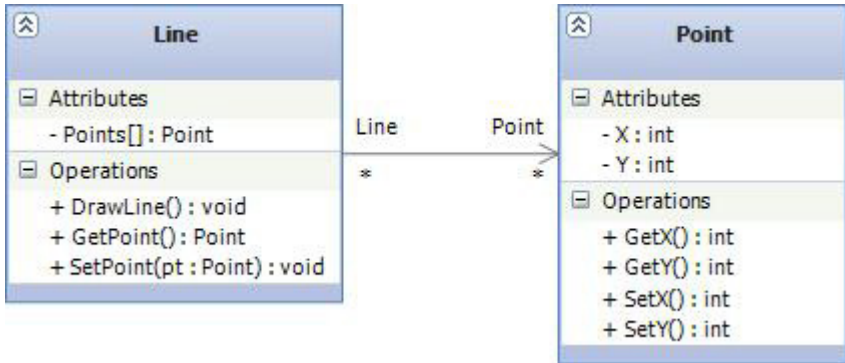 Line
Attributes
- Points[] : Point
Operations
+ DrawLine() : void
+ GetPoint() : Point
+ SetPoint(pt : Point) : void
Line
Point
*
*
Point
Attributes
- X : int
- Y : int
Operations
+ GetX() : int
+ GetY() : int
+ SetX() : int
+ SetY() : int